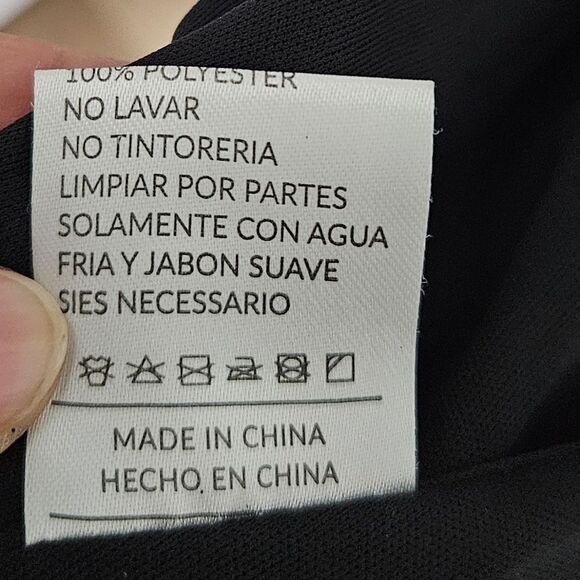 100% POLYESTER
NO LAVAR
NO TINTORERIA
LIMPIAR POR PARTES
SOLAMENTE CON AGUA
FRIA Y JABON SUAVE
SIES NECESSARIO
MADE IN CHINA
HECHO EN CHINA